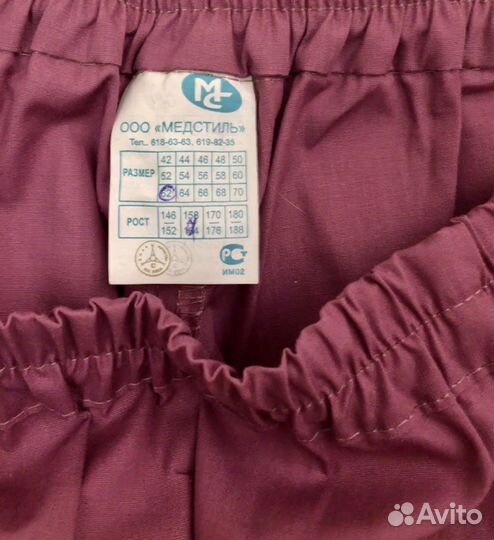 МС
ООО «МЕДСТИЛЬ»
Тел.. 618-63-63, 619-82-35
РАЗМЕР
42 44 46 48 50
52 54 56 58 60
62 64 66 68 70
РОСТ
146 158 170 180
152 164 176 188
РСТ
ИМ02
Avito